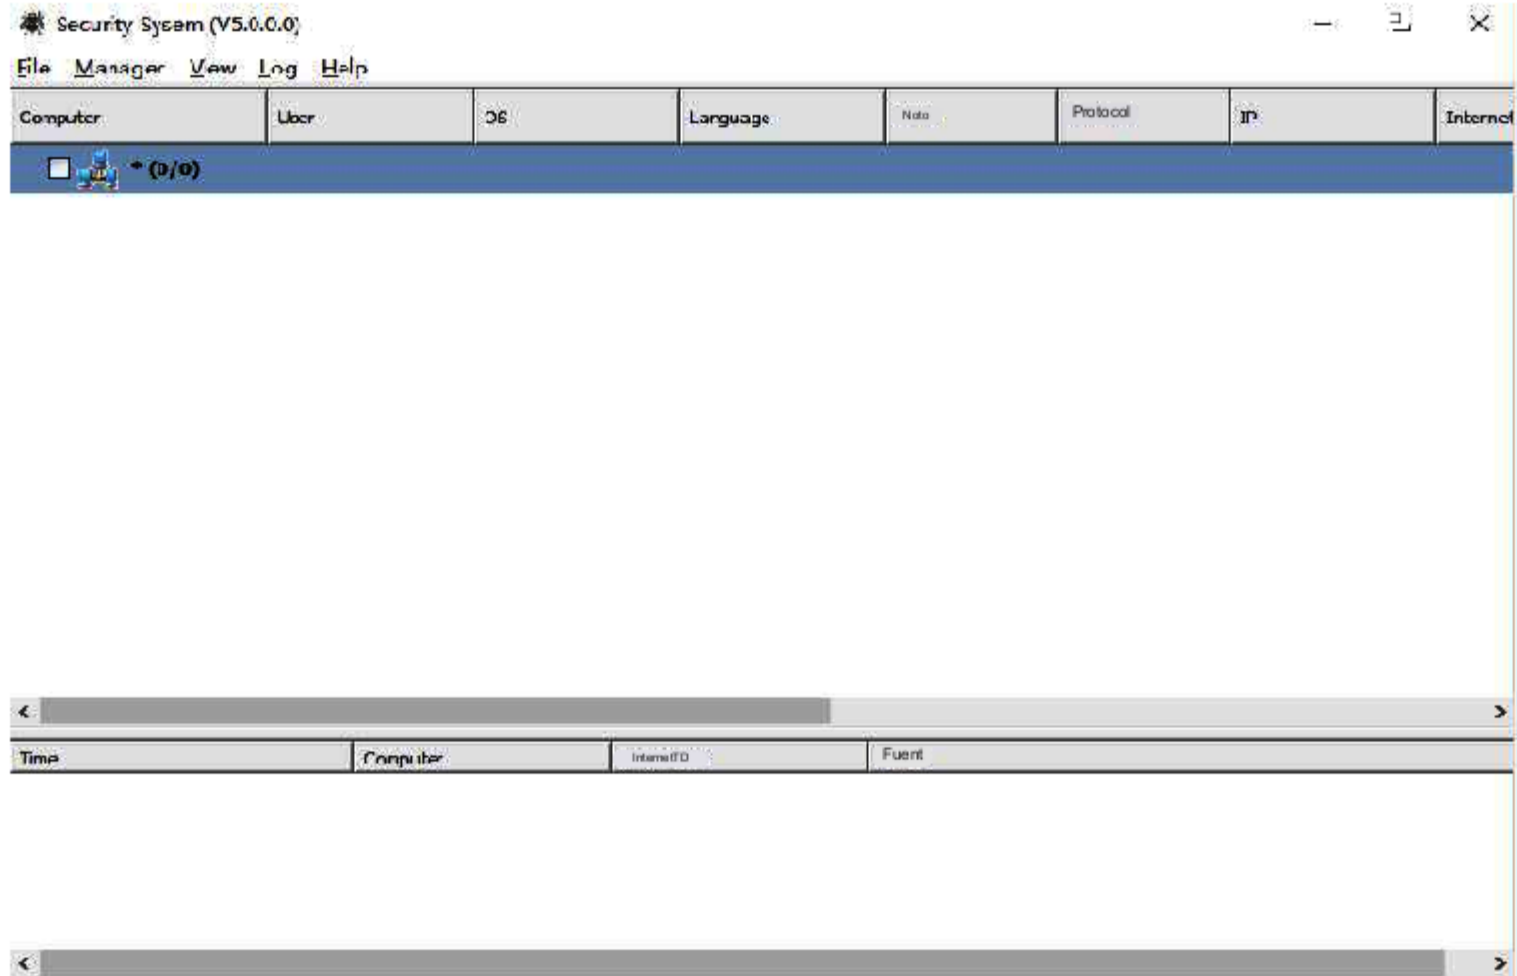 Security Sysem (V5.0.0.0)
File Manager View Log Help
Computer User OS Language Note Protocol IP Internet
* (0/0)
Time Computer InternetID Event